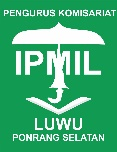 PENGURUS KOMISARIAT
IPMIL
LUWU
PONRANG SELATAN